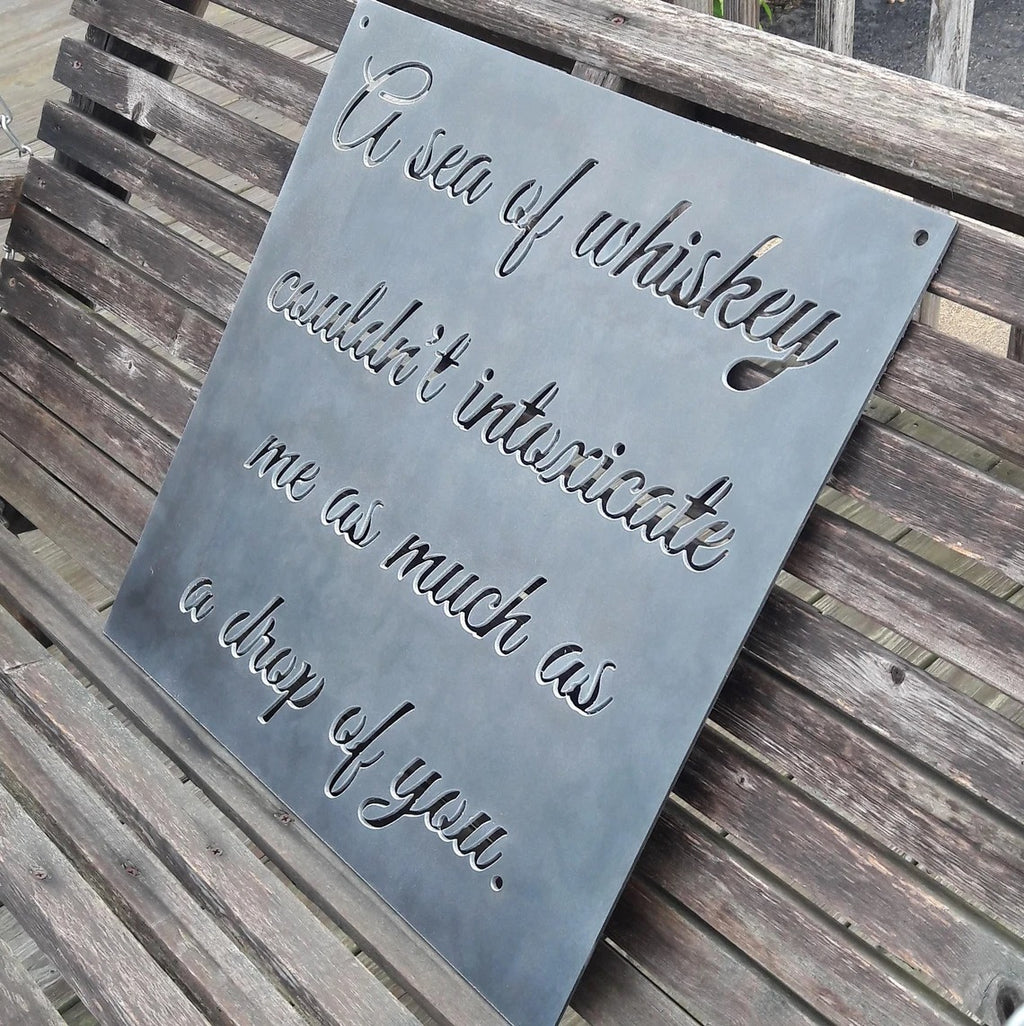 A sea of whiskey
couldn't intoxicate
me as much as
a drop of you.